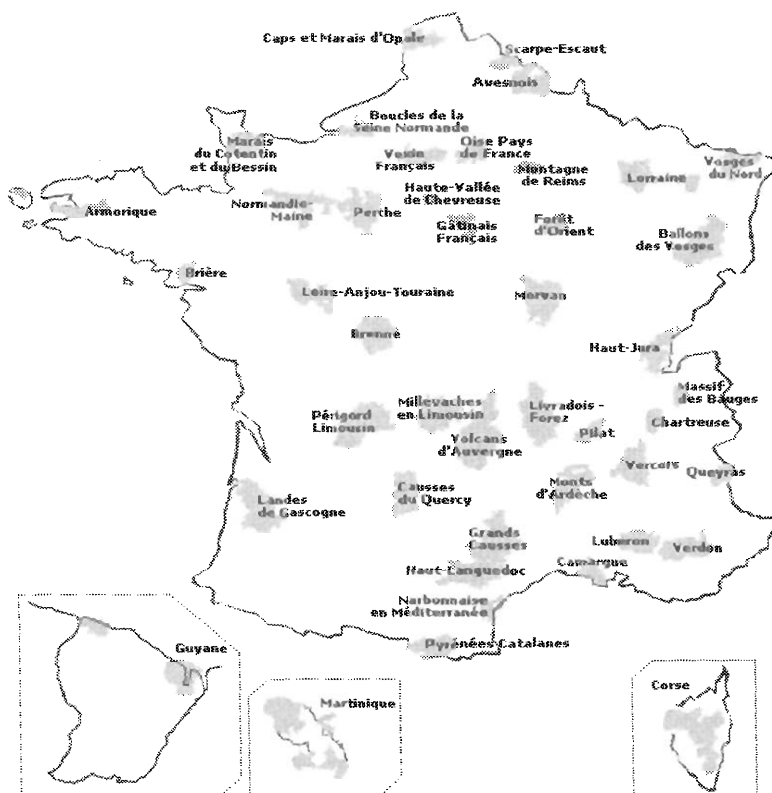 Caps et Marais d'Opale
Scarpe-Escaut
Avesnois
Boucles de la
Seine Normande
Marais
du Cotentin
et du Bessin
Vexin
Français
Oise Pays
de France
Montagne
de Reims
Lorraine
Vosges
du Nord
Armorique
Normandie-
Maine
Perche
Haute-Vallée
de Chevreuse
Gâtinais
Français
Forêt
d'Orient
Ballons
des Vosges
Brière
Loire-Anjou-Touraine
Morvan
Brenne
Haut-Jura
Massif
des Bauges
Périgord
Limousin
Millevaches
en Limousin
Livradois -
Forez
Chartreuse
Pilat
Volcans
d'Auvergne
Vercors
Queyras
Landes
de Gascogne
Causses
du Quercy
Monts
d'Ardèche
Grands
Causses
Luberon
Verdon
Haut-Languedoc
Camargue
Narbonnaise
en Méditerranée
Pyrénées Catalanes
Guyane
Martinique
Corse